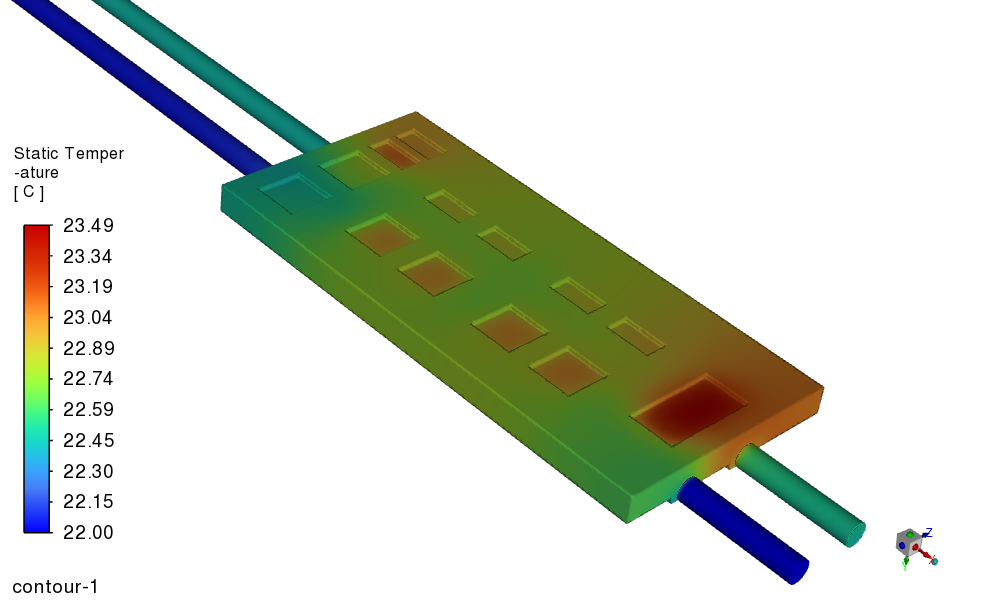 Static Temper
-ature
[ C ]
23.49
23.34
23.19
23.04
22.89
22.74
22.59
22.45
22.30
22.15
22.00
contour-1
Z
Y